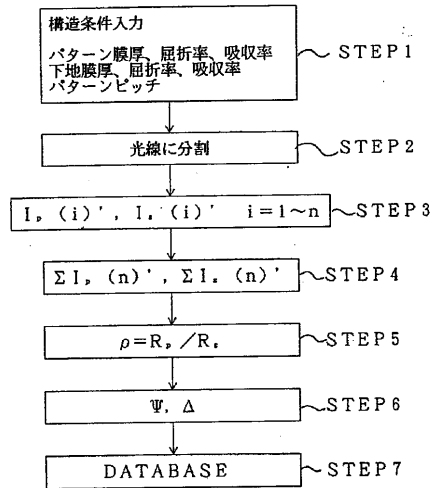 構造条件入力
パターン膜厚、屈折率、吸収率
下地膜厚、屈折率、吸収率
パターンピッチ
STEP1
光線に分割
STEP2
Iₚ (i)', Iₛ (i)' i=1~n
STEP3
ΣIₚ (n)', ΣIₛ (n)'
STEP4
ρ=Rₚ/Rₛ
STEP5
Ψ, Δ
STEP6
DATABASE
STEP7